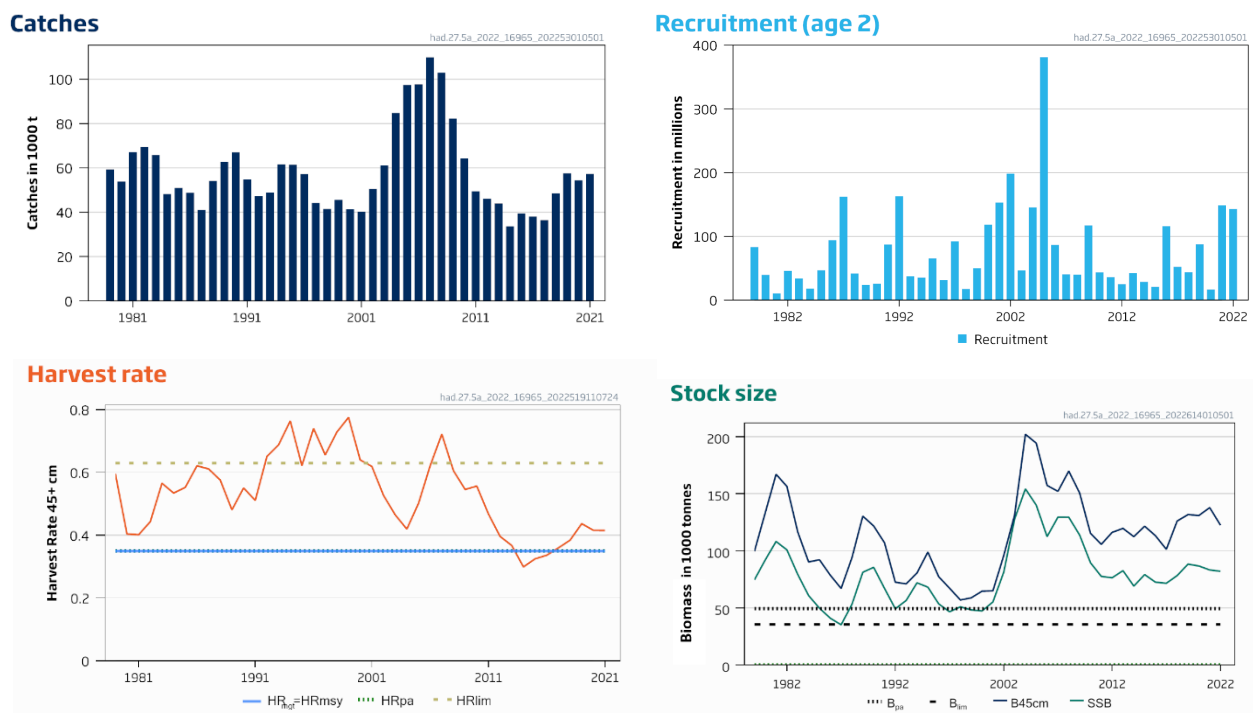 Catches
had.27.5a_2022_16965_202253010501
Catches in 1000 t
100
80
60
40
20
0
1981
1991
2001
2011
2021
Recruitment (age 2)
had.27.5a_2022_16965_202253010501
Recruitment in millions
400
300
200
100
0
1982
1992
2002
2012
2022
Recruitment
Harvest rate
had.27.5a_2022_16965_2022519110724
Harvest Rate 45+ cm
0.8
0.6
0.4
0.2
0
1981
1991
2001
2011
2021
HRmgt=HRmsy HRpa HRlim
Stock size
had.27.5a_2022_16965_2022614010501
Biomass in 1000 tonnes
200
150
100
50
0
1982
1992
2002
2012
2022
Bpa Blim B45cm SSB